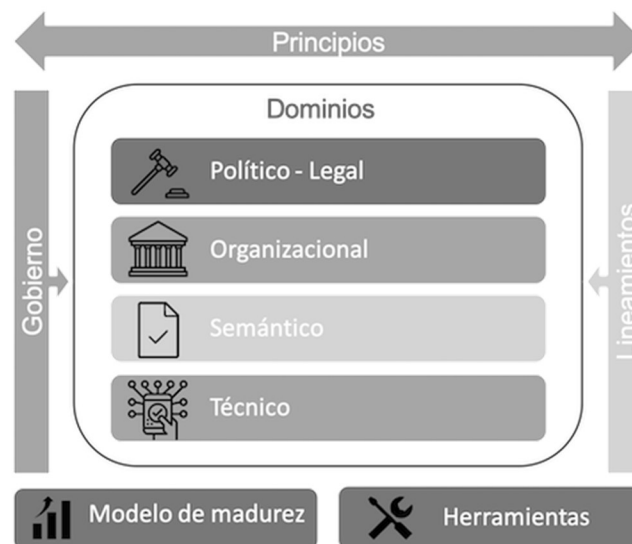 Principios
Gobierno
Dominios
Político - Legal
Organizacional
Semántico
Técnico
Lineamientos
Modelo de madurez
Herramientas